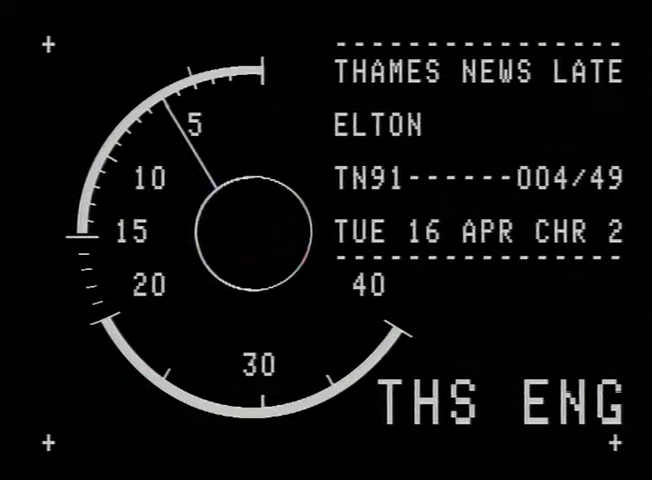 ----------------
THAMES NEWS LATE
ELTON
TN91------004/49
TUE 16 APR CHR 2
----------------
5
10
15
20
30
40
THS ENG